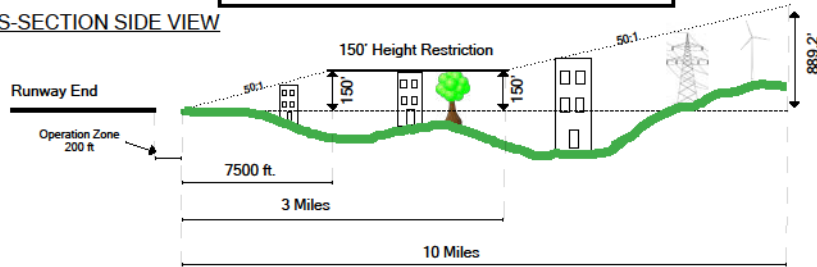 S-SECTION SIDE VIEW
150' Height Restriction
50:1
50:1
889.2'
Runway End
150'
150'
Operation Zone
200 ft
7500 ft.
3 Miles
10 Miles